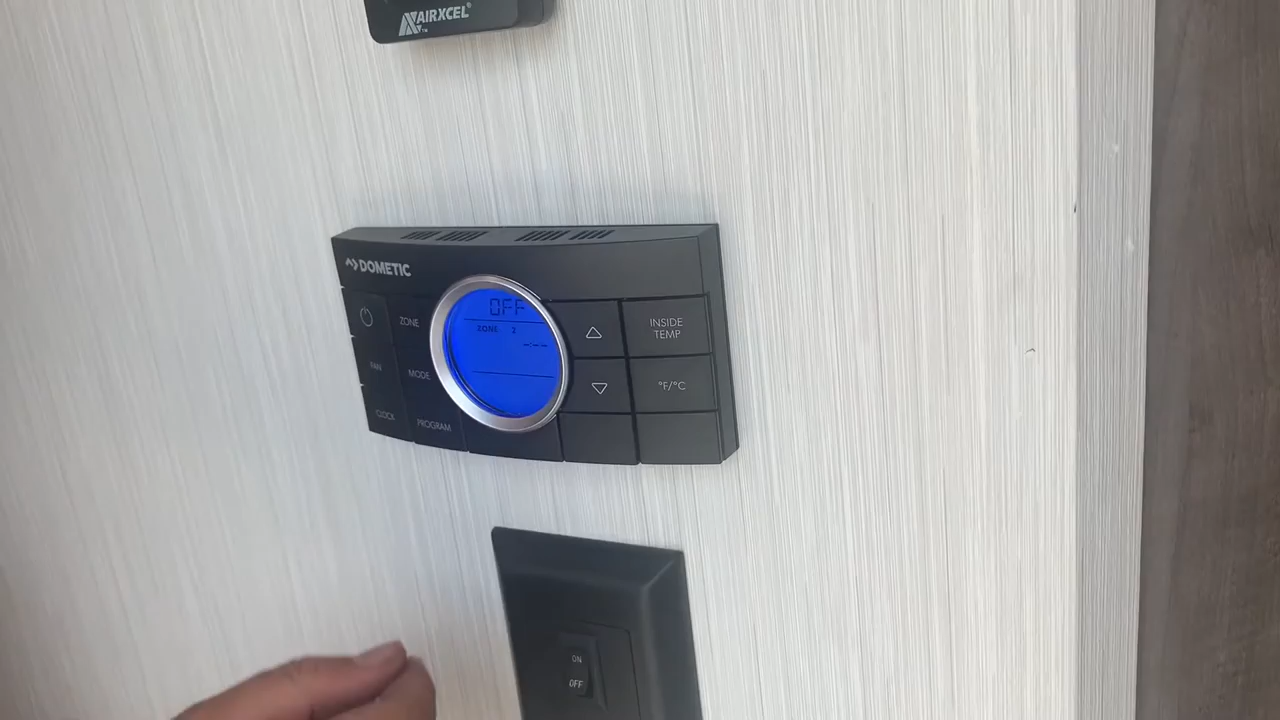 AIRXCEL®
DOMETIC
ZONE
FAN
MODE
CLOCK
PROGRAM
OFF
ZONE 2
--:--
INSIDE
TEMP
°F/°C
ON
OFF